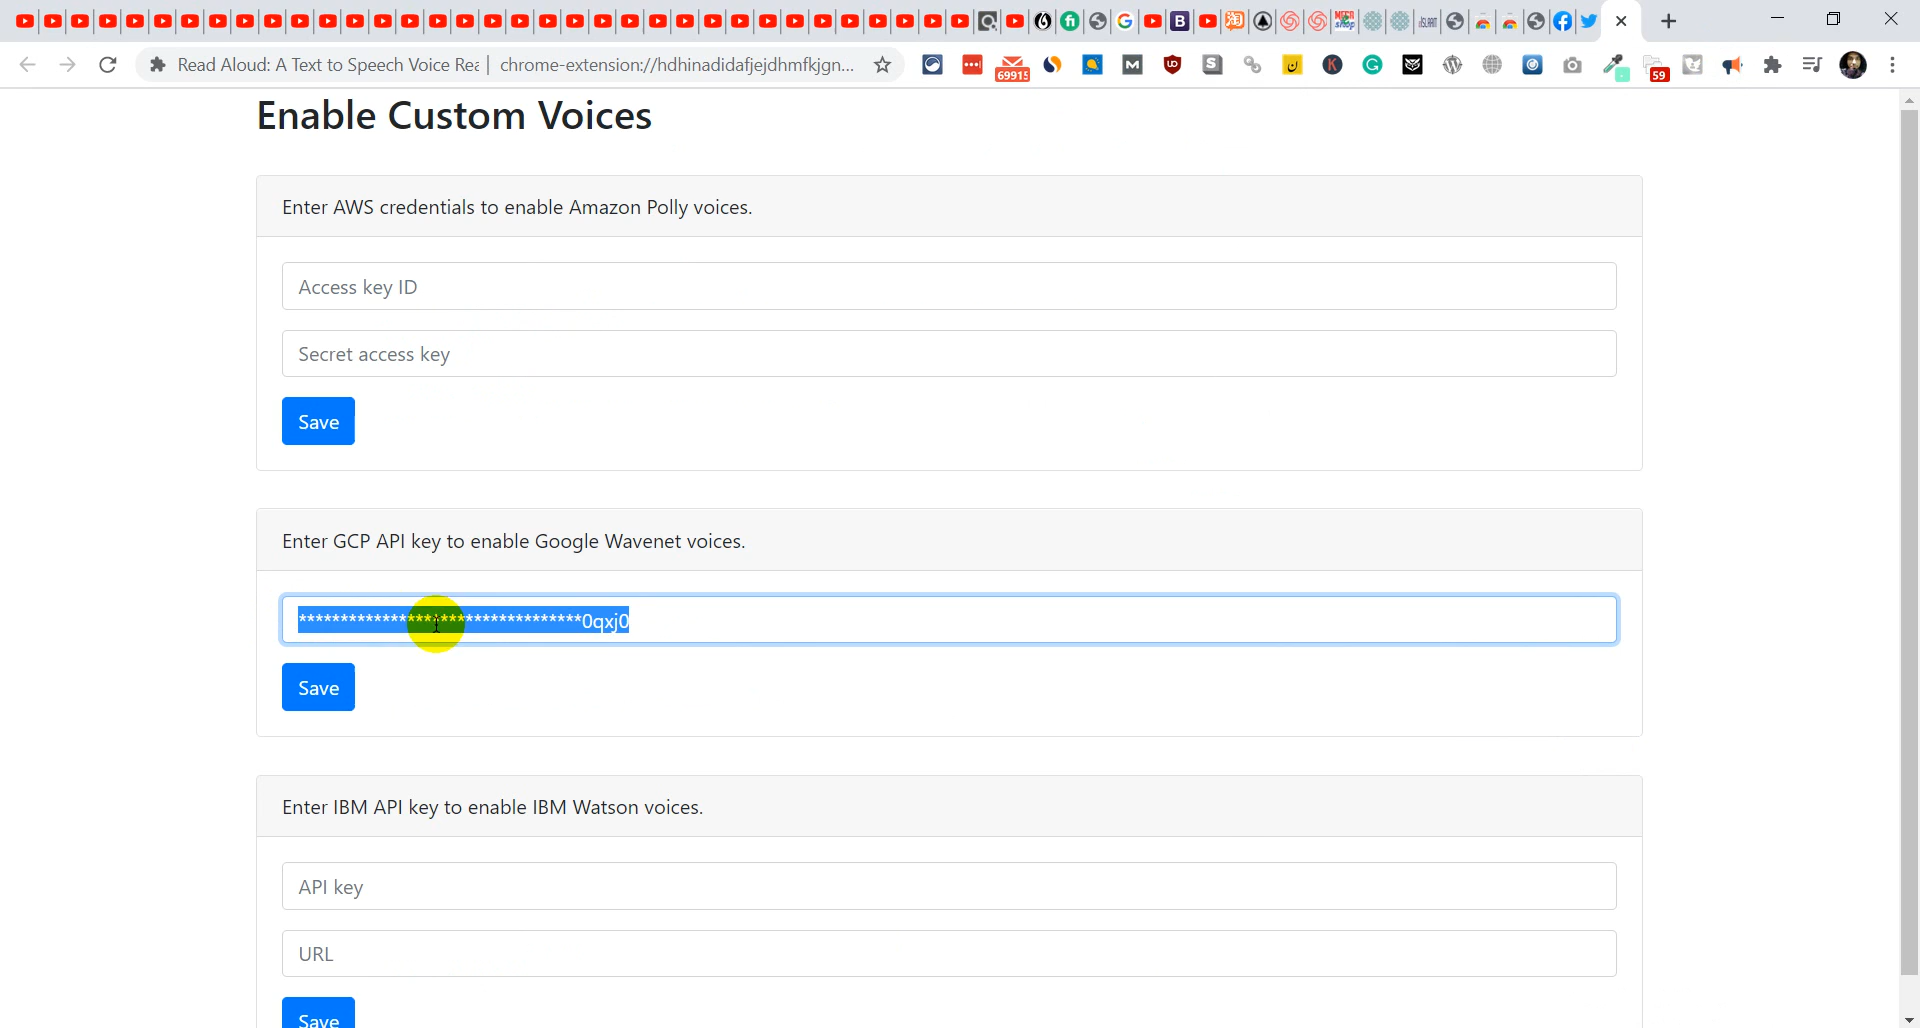 Read Aloud: A Text to Speech Voice Rea | chrome-extension://hdhinadidafjejdhmfkjgn...
69915
59
Enable Custom Voices
Enter AWS credentials to enable Amazon Polly voices.
Access key ID
Secret access key
Save
Enter GCP API key to enable Google Wavenet voices.
**********************************0qxj0
Save
Enter IBM API key to enable IBM Watson voices.
API key
URL
Save